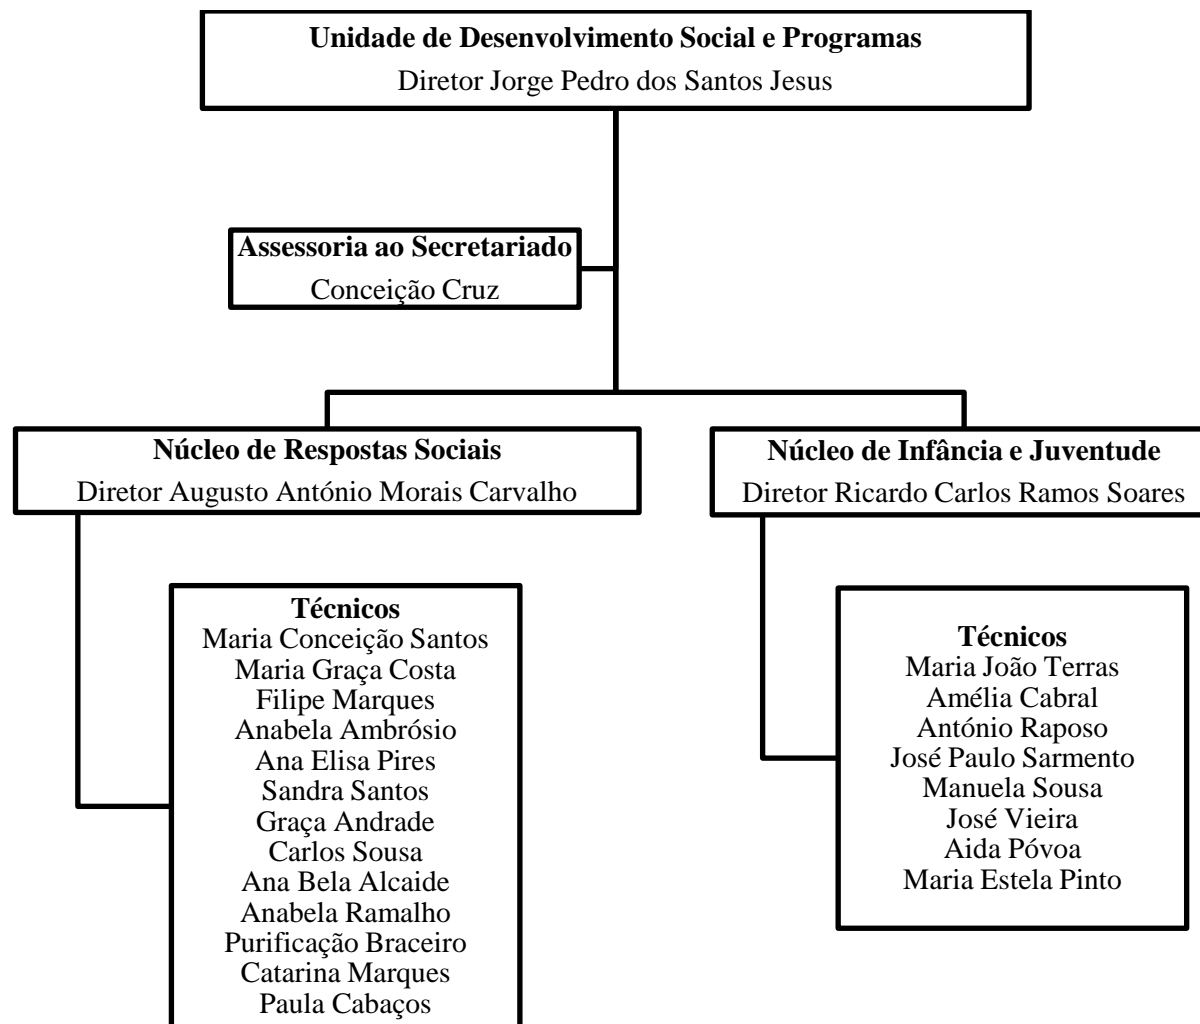 Unidade de Desenvolvimento Social e Programas
Diretor Jorge Pedro dos Santos Jesus
Assessoria ao Secretariado
Conceição Cruz
Núcleo de Respostas Sociais
Diretor Augusto António Morais Carvalho
Núcleo de Infância e Juventude
Diretor Ricardo Carlos Ramos Soares
Técnicos
Maria Conceição Santos
Maria Graça Costa
Filipe Marques
Anabela Ambrósio
Ana Elisa Pires
Sandra Santos
Graça Andrade
Carlos Sousa
Ana Bela Alcaide
Anabela Ramalho
Purificação Braceiro
Catarina Marques
Paula Cabaços
Técnicos
Maria João Terras
Amélia Cabral
António Raposo
José Paulo Sarmento
Manuela Sousa
José Vieira
Aida Póvoa
Maria Estela Pinto